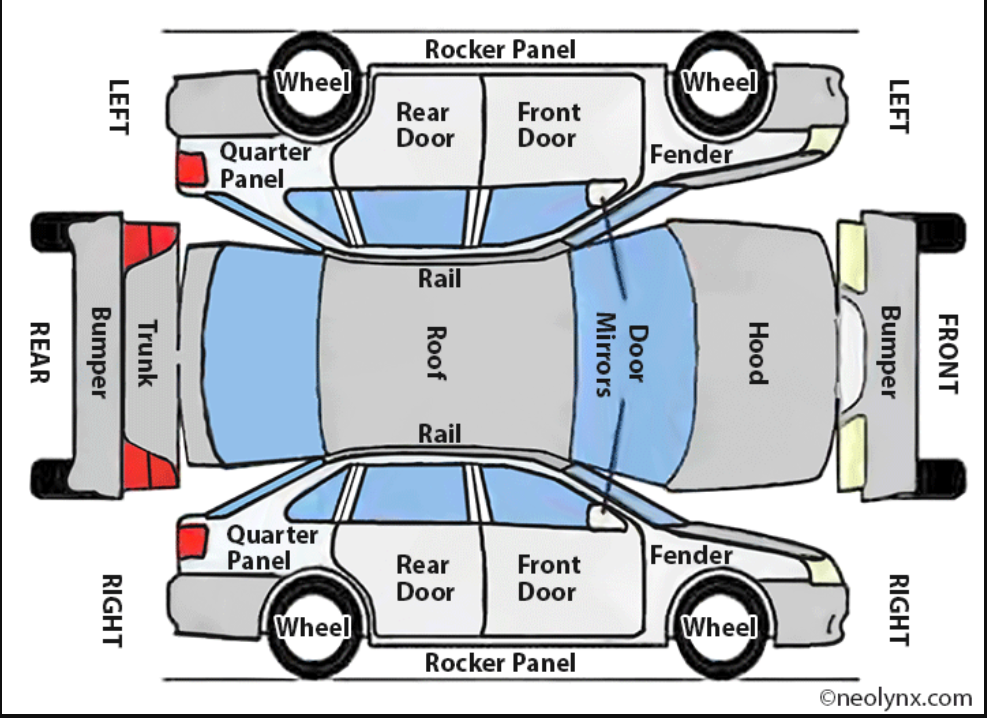 Rocker Panel
LEFT
Wheel
Wheel
LEFT
Rear
Door
Front
Door
Quarter
Panel
Fender
Rail
REAR
Bumper
Trunk
Roof
Door
Mirrors
Hood
Bumper
FRONT
Rail
Quarter
Panel
Rear
Door
Front
Door
Fender
RIGHT
Wheel
Wheel
RIGHT
Rocker Panel
©neolynx.com